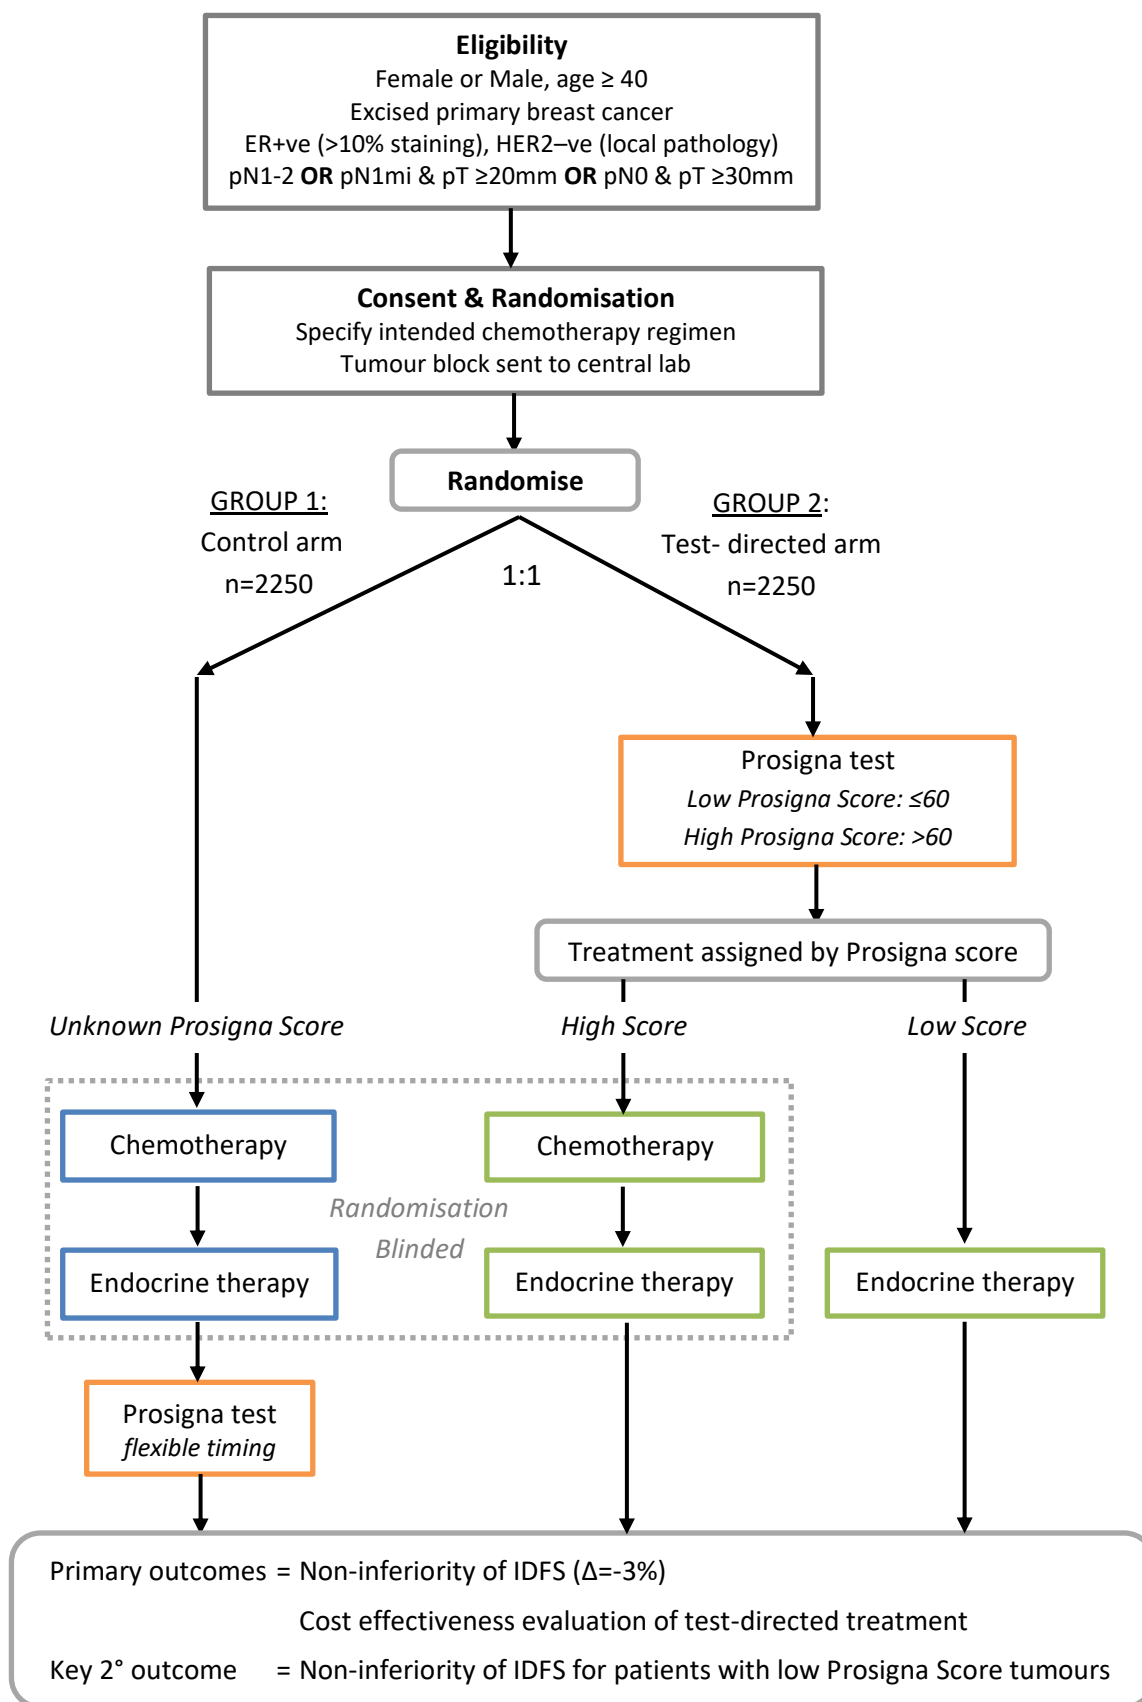 Eligibility
Female or Male, age ≥ 40
Excised primary breast cancer
ER+ve (>10% staining), HER2–ve (local pathology)
pN1-2 OR pN1mi & pT ≥20mm OR pN0 & pT ≥30mm
Consent & Randomisation
Specify intended chemotherapy regimen
Tumour block sent to central lab
Randomise
GROUP 1:
Control arm
n=2250
1:1
GROUP 2:
Test- directed arm
n=2250
Prosigna test
Low Prosigna Score: ≤60
High Prosigna Score: >60
Treatment assigned by Prosigna score
Unknown Prosigna Score
High Score
Low Score
Chemotherapy
Chemotherapy
Randomisation
Blinded
Endocrine therapy
Endocrine therapy
Endocrine therapy
Prosigna test
flexible timing
Primary outcomes = Non-inferiority of IDFS (Δ=-3%)
Cost effectiveness evaluation of test-directed treatment
Key 2° outcome = Non-inferiority of IDFS for patients with low Prosigna Score tumours